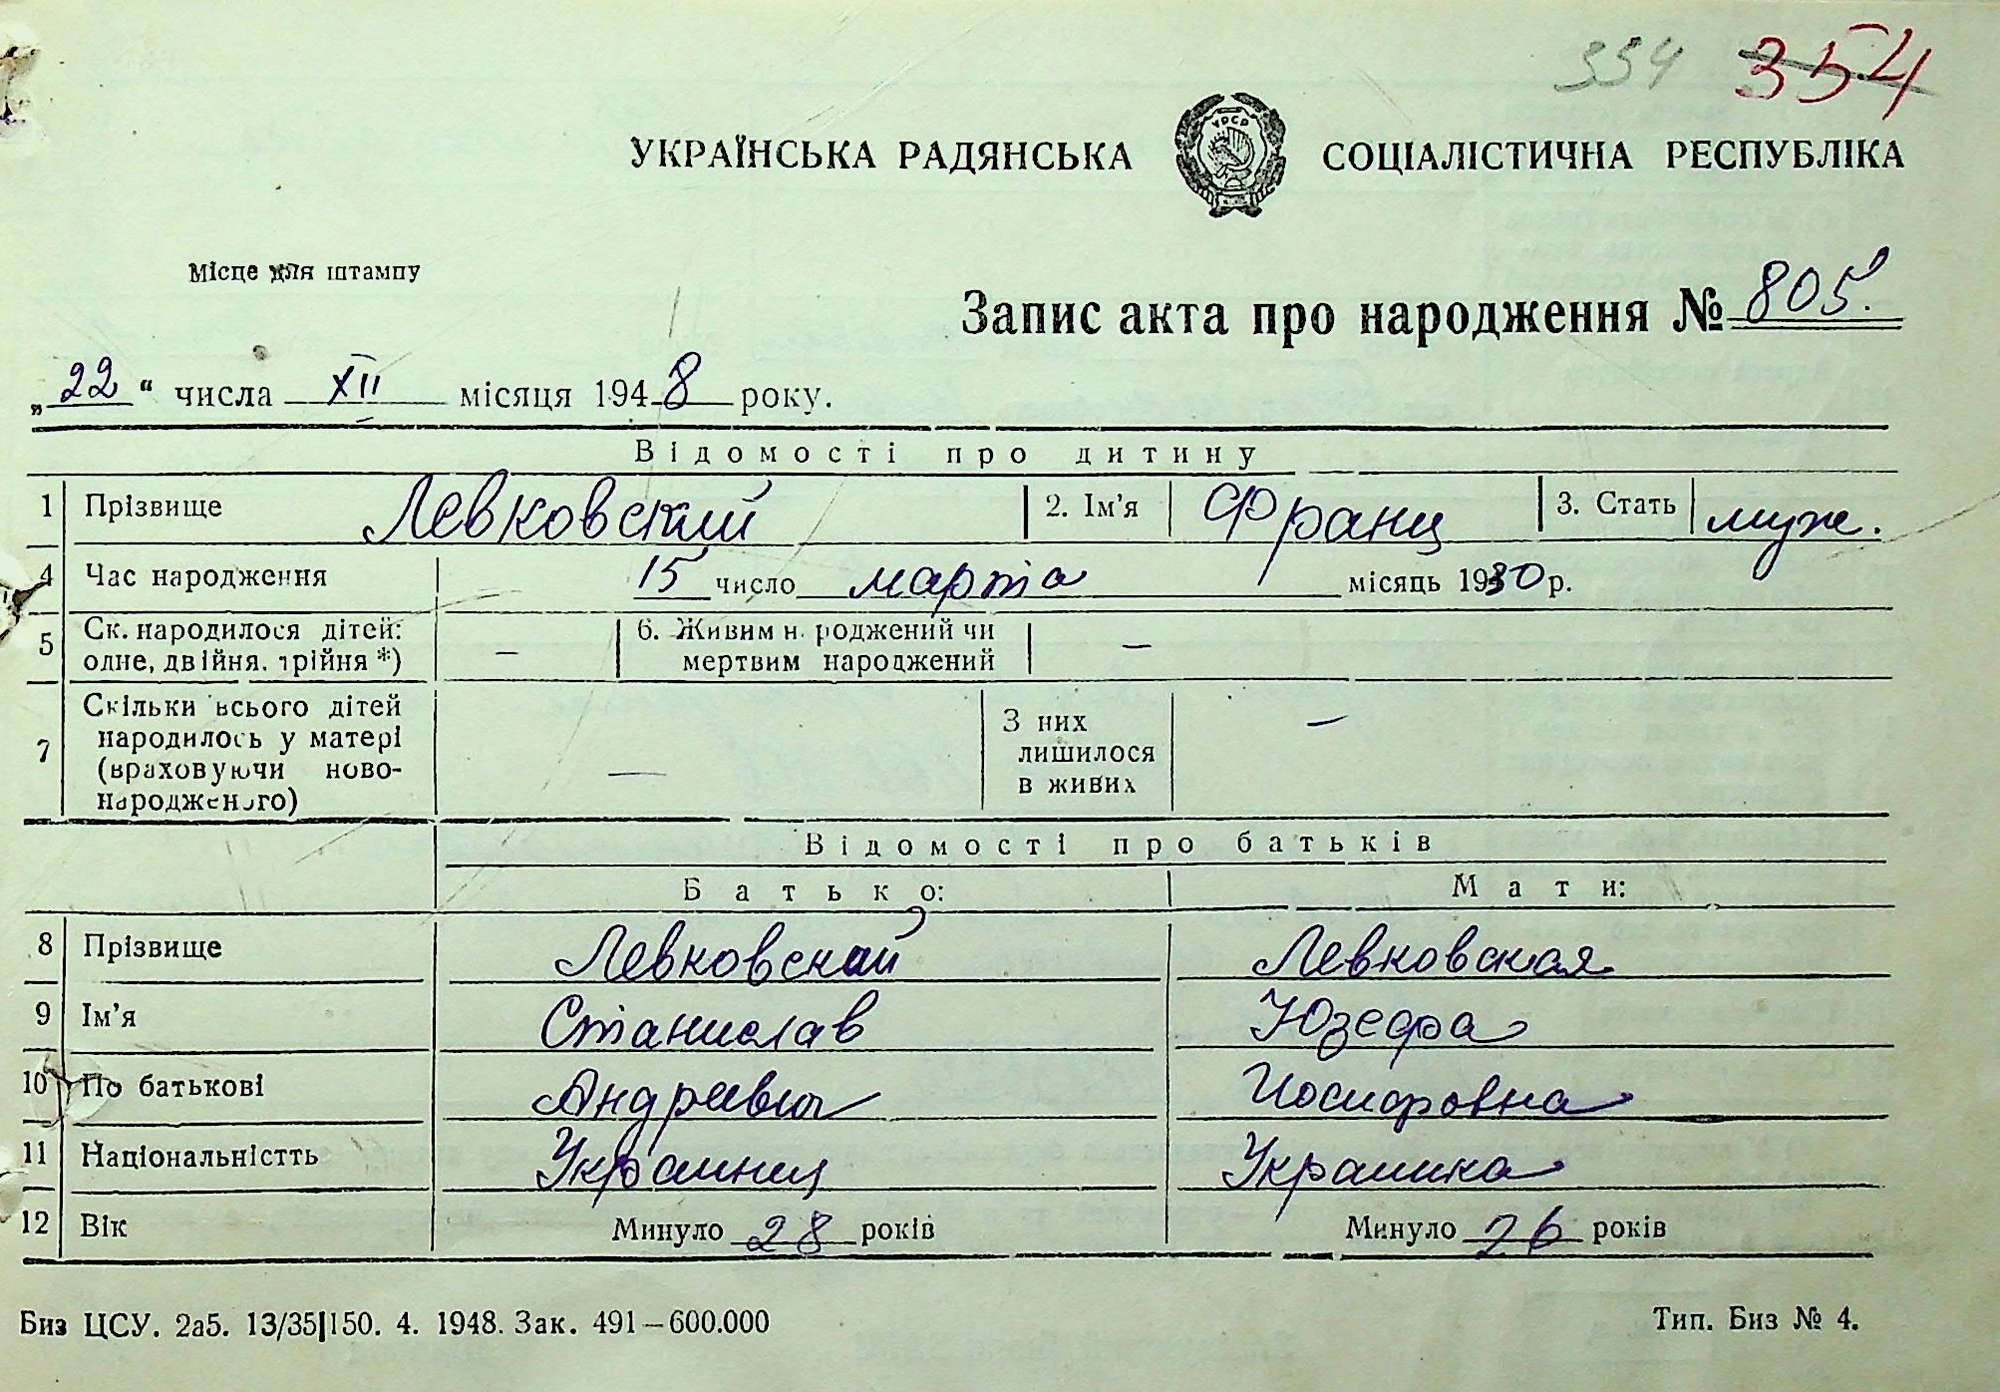 334 354
УКРАЇНСЬКА РАДЯНСЬКА УРСР СОЦІАЛІСТИЧНА РЕСПУБЛІКА
Місце для штампу
Запис акта про народження № 805.
„22“ числа XII місяця 1948 року.
Відомості про дитину
1 Прізвище Левковский 2. Ім’я Франц 3. Стать муж.
4 Час народження 15 число марта місяць 1930 р.
5 Ск. народилося дітей: одне, двійня, трійня *) — 6. Живим народжений чи мертвим народжений —
7 Скільки всього дітей народилось у матері (враховуючи ново-народженого) — З них лишилося в живих —
Відомості про батьків
Батько: Мати:
8 Прізвище Левковский Левковская
9 Ім’я Станислав Юзефа
10 По батькові Андреевич Иосифовна
11 Національністть Украинец Украинка
12 Вік Минуло 28 років Минуло 26 років
Биз ЦСУ. 2а5. 13/35|150. 4. 1948. Зак. 491—600.000 Тип. Биз № 4.